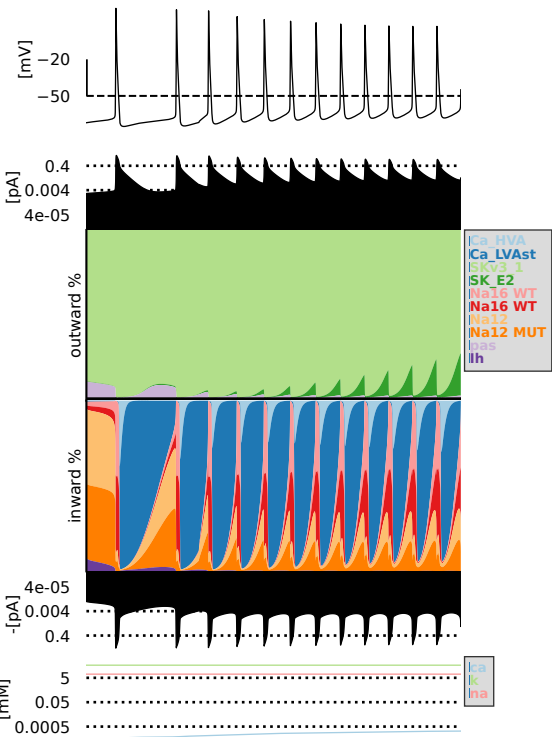 [mV]
−20
−50
[pA]
0.4
0.004
4e-05
outward %
Ca_HVA
Ca_LVAst
SKv3_1
SK_E2
Na16 WT
Na16 WT
Na12
Na12 MUT
pas
Ih
inward %
-[pA]
4e-05
0.004
0.4
[mM]
5
0.05
0.0005
ca
k
na